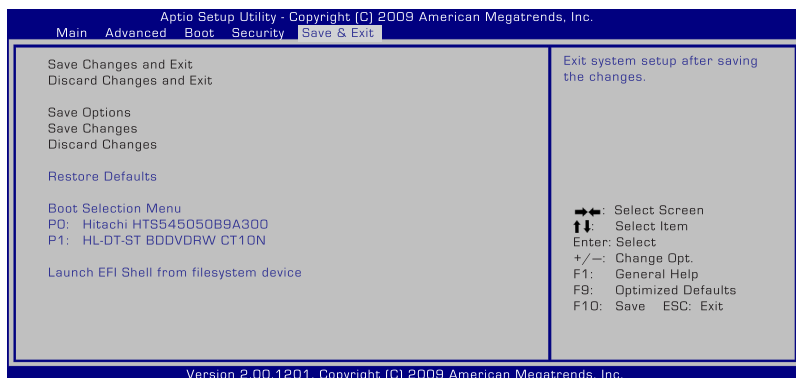 Aptio Setup Utility - Copyright (C) 2009 American Megatrends, Inc.
Main Advanced Boot Security Save & Exit
Save Changes and Exit
Discard Changes and Exit
Save Options
Save Changes
Discard Changes
Restore Defaults
Boot Selection Menu
P0: Hitachi HTS545050B9A300
P1: HL-DT-ST BDDVDRW CT10N
Launch EFI Shell from filesystem device
Exit system setup after saving
the changes.
→←: Select Screen
↑↓: Select Item
Enter: Select
+/—: Change Opt.
F1: General Help
F9: Optimized Defaults
F10: Save ESC: Exit
Version 2.00.1201. Copyright (C) 2009 American Megatrends, Inc.